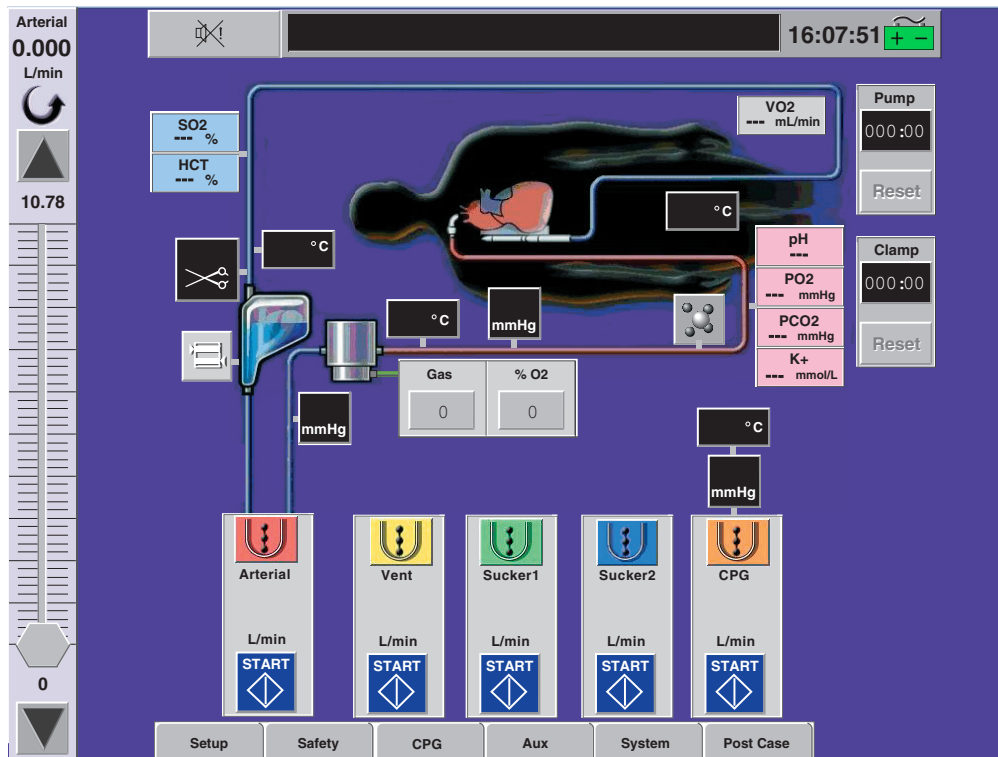 Arterial
0.000
L/min
10.78
0
!
16:07:51
+ −
SO2
--- %
HCT
--- %
VO2
--- mL/min
Pump
000:00
Reset
Clamp
000:00
Reset
°C
°C
°C
mmHg
pH
---
PO2
--- mmHg
PCO2
--- mmHg
K+
--- mmol/L
Gas
0
% O2
0
mmHg
°C
mmHg
Arterial
L/min
START
Vent
L/min
START
Sucker1
L/min
START
Sucker2
L/min
START
CPG
L/min
START
Setup
Safety
CPG
Aux
System
Post Case